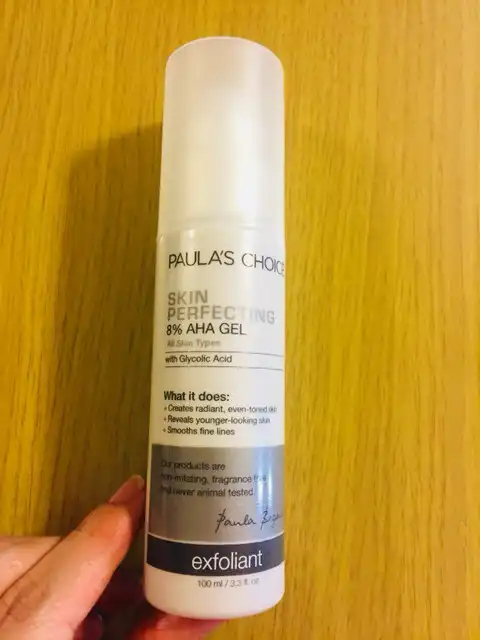 PAULA'S CHOICE
SKIN
PERFECTING
8% AHA GEL
All Skin Types
with Glycolic Acid
What it does:
• Creates radiant, even-toned skin
• Reveals younger-looking skin
• Smooths fine lines
Our products are
non-irritating, fragrance free
and never animal tested.
Paula Begoun
exfoliant
100 ml / 3.3 fl. oz